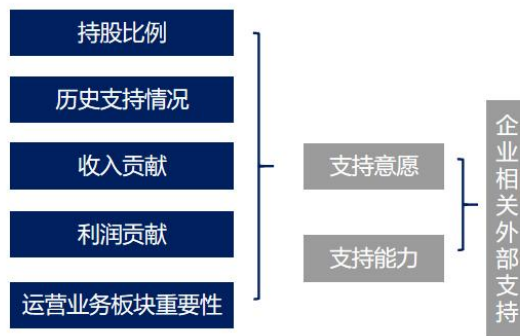 持股比例
历史支持情况
收入贡献
利润贡献
运营业务板块重要性
支持意愿
支持能力
企业相关外部支持